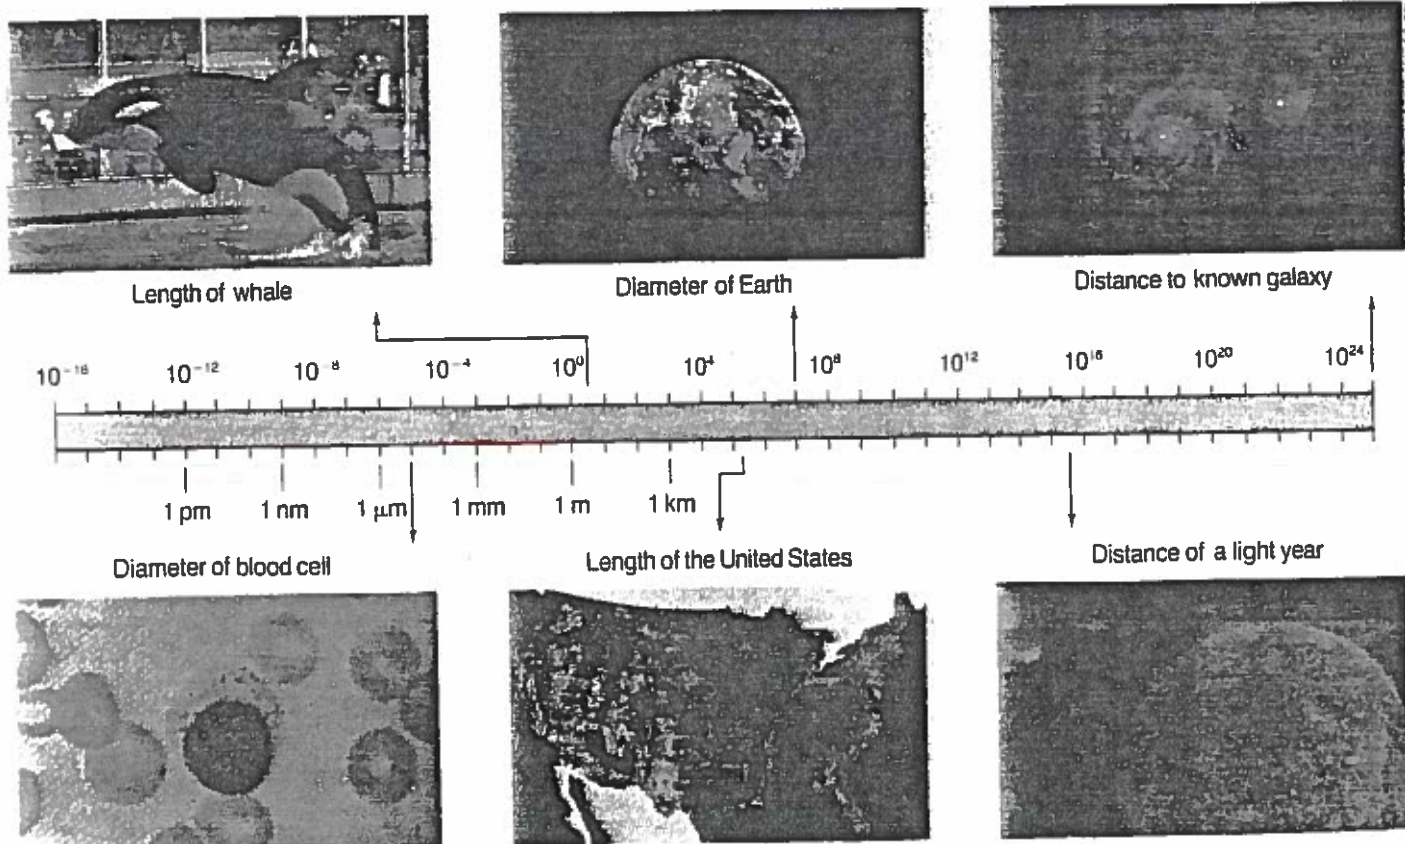 Length of whale
Diameter of Earth
Distance to known galaxy
10⁻¹⁶ 10⁻¹² 10⁻⁸ 10⁻⁴ 10⁰ 10⁴ 10⁸ 10¹² 10¹⁶ 10²⁰ 10²⁴
1 pm 1 nm 1 μm 1 mm 1 m 1 km
Diameter of blood cell
Length of the United States
Distance of a light year